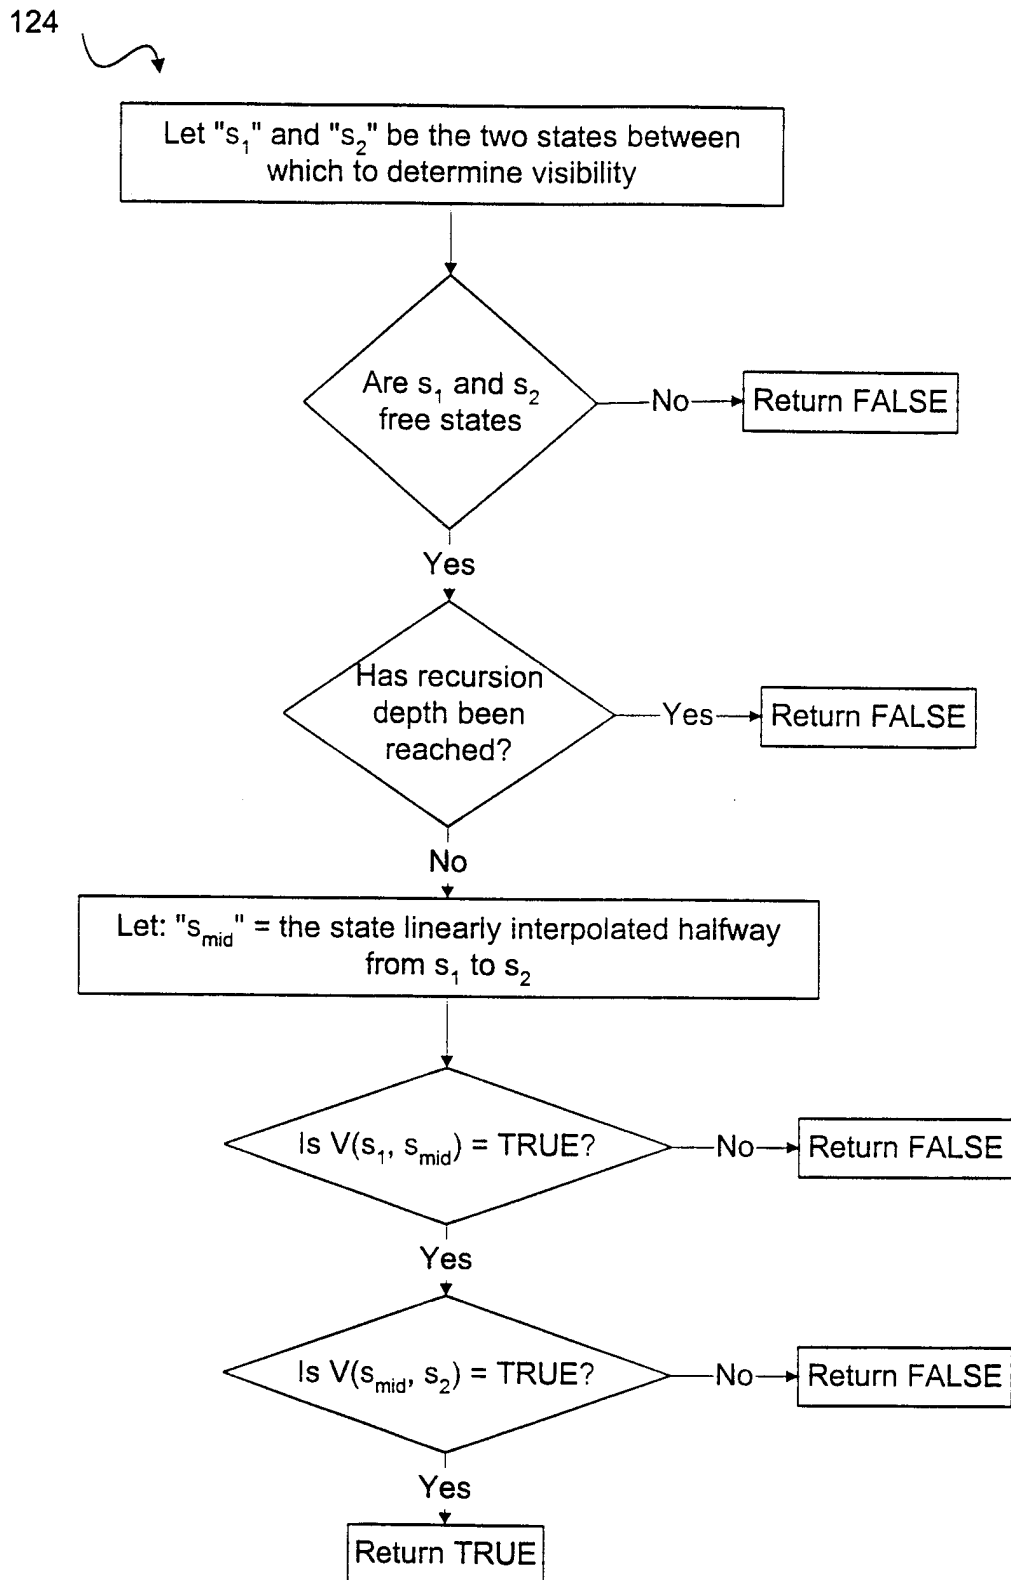 124
Let "s₁" and "s₂" be the two states between
which to determine visibility
Are s₁ and s₂
free states
No
Return FALSE
Yes
Has recursion
depth been
reached?
Yes
Return FALSE
No
Let: "s_mid" = the state linearly interpolated halfway
from s₁ to s₂
Is V(s₁, s_mid) = TRUE?
No
Return FALSE
Yes
Is V(s_mid, s₂) = TRUE?
No
Return FALSE
Yes
Return TRUE